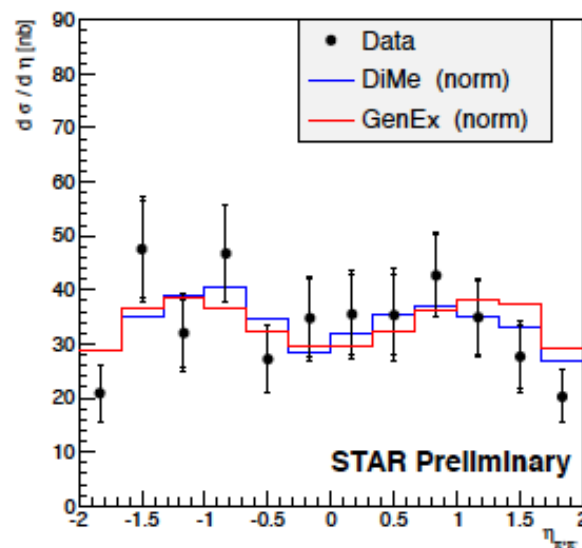 dσ/dη [nb]
90
80
70
60
50
40
30
20
10
0
Data
DiMe (norm)
GenEx (norm)
STAR Preliminary
-2 -1.5 -1 -0.5 0 0.5 1 1.5 2
η